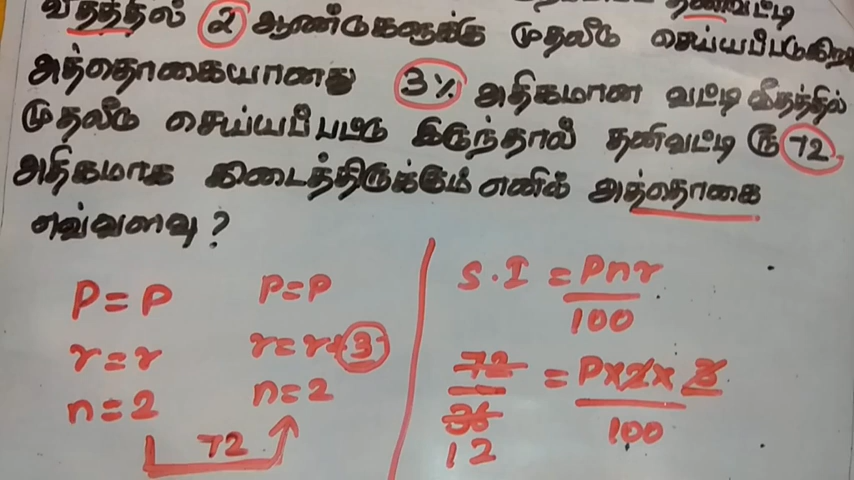 தனிவட்டி
வீதத்தில் 2 ஆண்டுகளுக்கு முதலீடு செய்யப்படுகிறது
அத்தொகையானது 3% அதிகமான வட்டி வீதத்தில்
முதலீடு செய்யப்பட்டு இருந்தால் தனிவட்டி ரூ 72
அதிகமாக கிடைத்திருக்கும் எனில் அத்தொகை
எவ்வளவு?
P=P P=P
r=r r=r+3
n=2 n=2
72
S.I = Pnr
100
72 = P×2×3
36 100
12